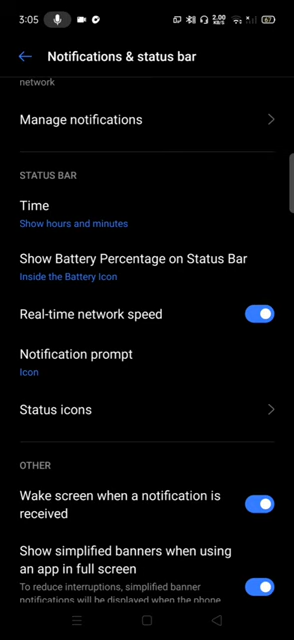 3:05
2.00
KB/S
67
Notifications & status bar
network
Manage notifications
STATUS BAR
Time
Show hours and minutes
Show Battery Percentage on Status Bar
Inside the Battery Icon
Real-time network speed
Notification prompt
Icon
Status icons
OTHER
Wake screen when a notification is
received
Show simplified banners when using
an app in full screen
To reduce interruptions, simplified banner
notifications will be displayed when the phone